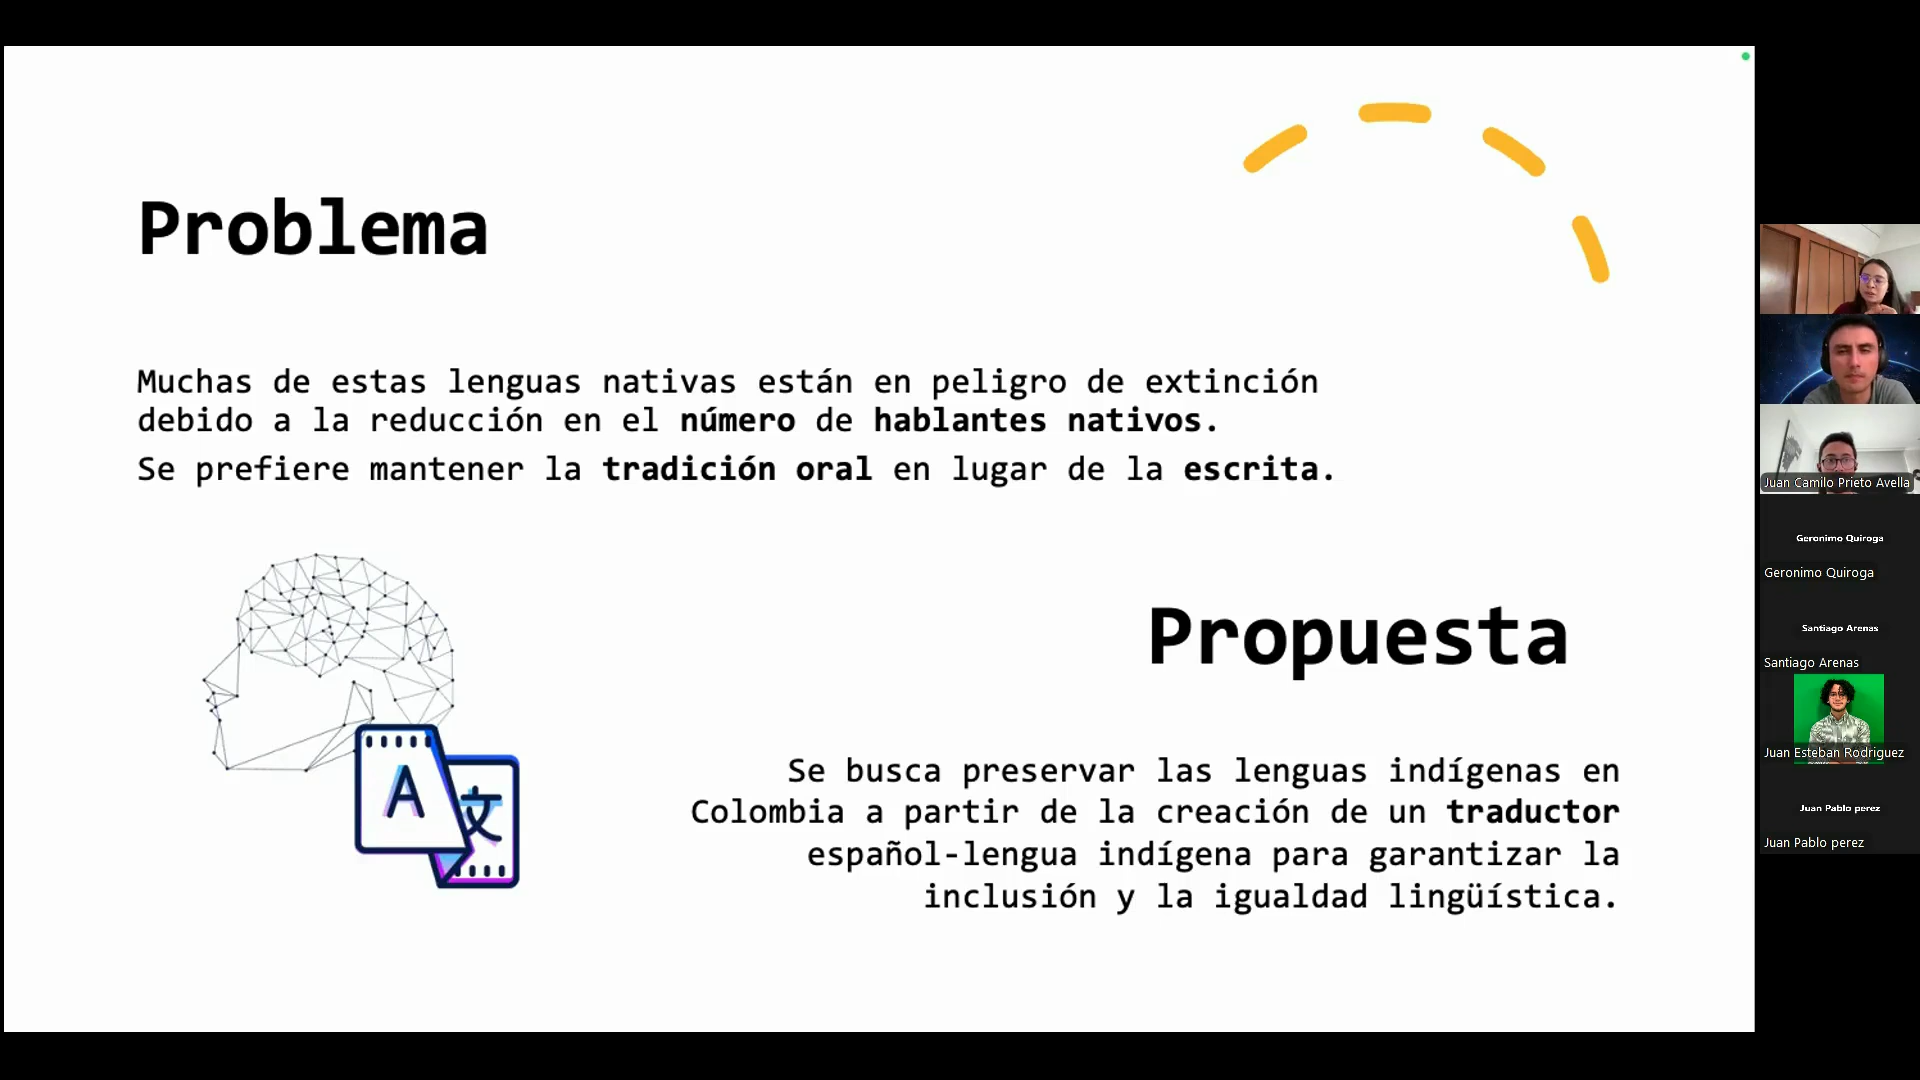 Problema
Muchas de estas lenguas nativas están en peligro de extinción
debido a la reducción en el número de hablantes nativos.
Se prefiere mantener la tradición oral en lugar de la escrita.
A
文
Propuesta
Se busca preservar las lenguas indígenas en
Colombia a partir de la creación de un traductor
español-lengua indígena para garantizar la
inclusión y la igualdad lingüística.
Juan Camilo Prieto Avella
Geronimo Quiroga
Geronimo Quiroga
Santiago Arenas
Santiago Arenas
Juan Esteban Rodriguez
Juan Pablo perez
Juan Pablo perez